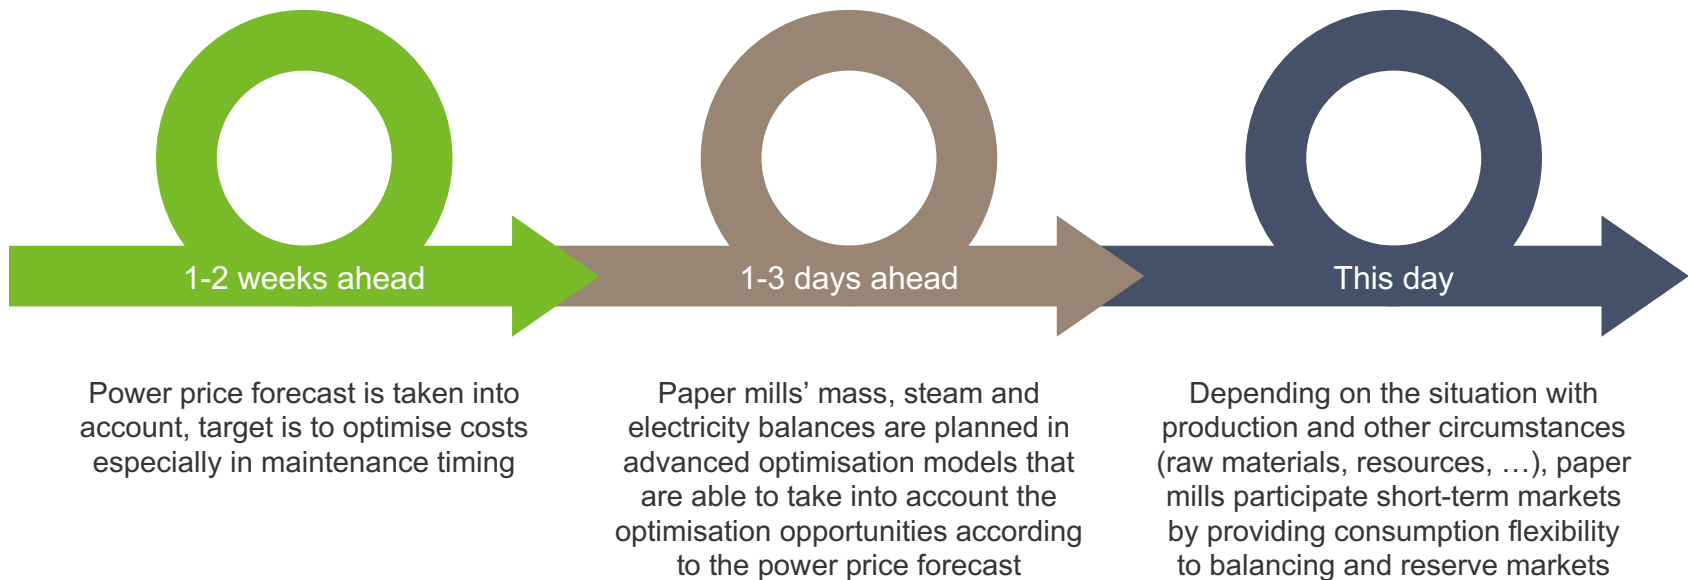 1-2 weeks ahead
Power price forecast is taken into
account, target is to optimise costs
especially in maintenance timing
1-3 days ahead
Paper mills’ mass, steam and
electricity balances are planned in
advanced optimisation models that
are able to take into account the
optimisation opportunities according
to the power price forecast
This day
Depending on the situation with
production and other circumstances
(raw materials, resources, …), paper
mills participate short-term markets
by providing consumption flexibility
to balancing and reserve markets